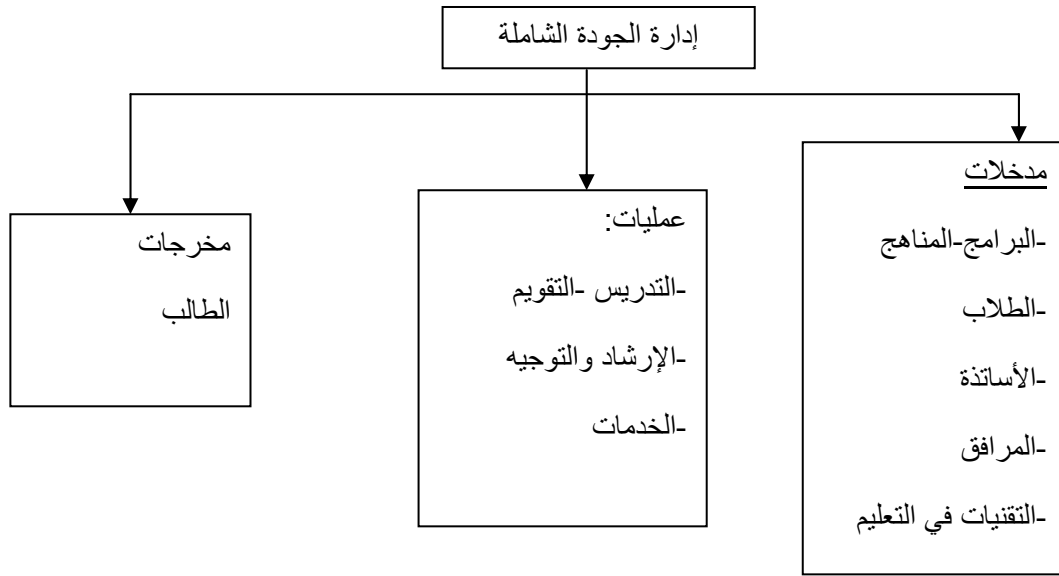 إدارة الجودة الشاملة
مدخلات
-البرامج-المناهج
-الطلاب
-الأساتذة
-المرافق
-التقنيات في التعليم
عمليات:
-التدريس -التقويم
-الإرشاد والتوجيه
-الخدمات
مخرجات
الطالب